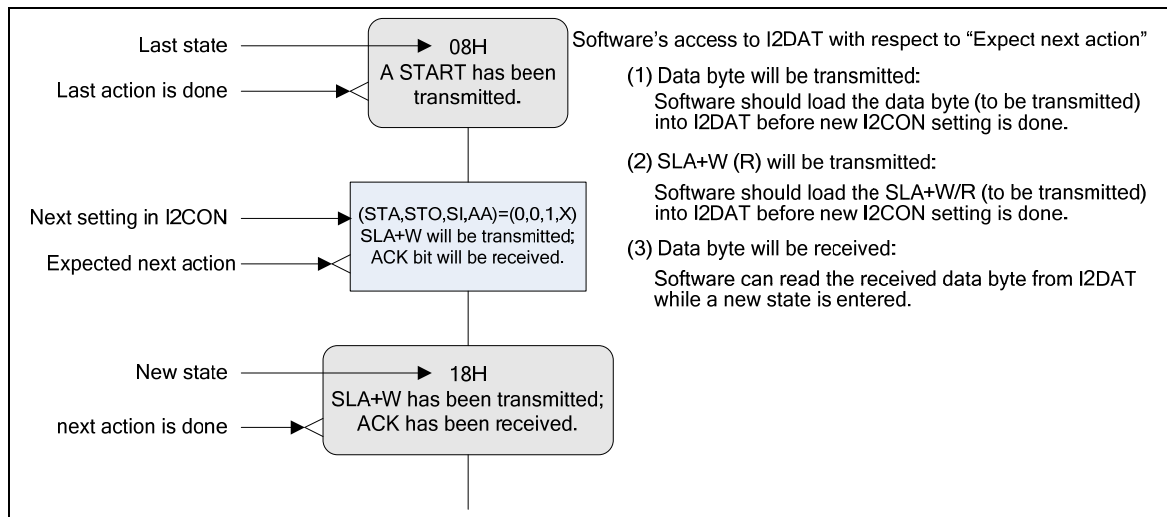 Last state
08H
A START has been
transmitted.
Last action is done
Next setting in I2CON
(STA,STO,SI,AA)=(0,0,1,X)
SLA+W will be transmitted;
ACK bit will be received.
Expected next action
New state
18H
SLA+W has been transmitted;
ACK has been received.
next action is done
Software’s access to I2DAT with respect to “Expect next action”
(1) Data byte will be transmitted:
Software should load the data byte (to be transmitted)
into I2DAT before new I2CON setting is done.
(2) SLA+W (R) will be transmitted:
Software should load the SLA+W/R (to be transmitted)
into I2DAT before new I2CON setting is done.
(3) Data byte will be received:
Software can read the received data byte from I2DAT
while a new state is entered.